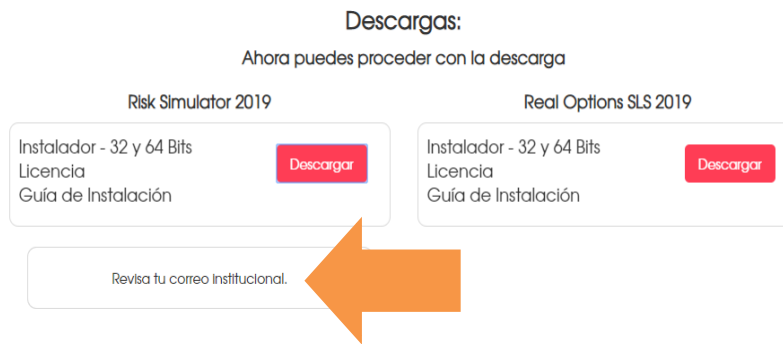 Descargas:
Ahora puedes proceder con la descarga
Risk Simulator 2019
Instalador - 32 y 64 Bits
Licencia
Guía de Instalación
Descargar
Real Options SLS 2019
Instalador - 32 y 64 Bits
Licencia
Guía de Instalación
Descargar
Revisa tu correo institucional.